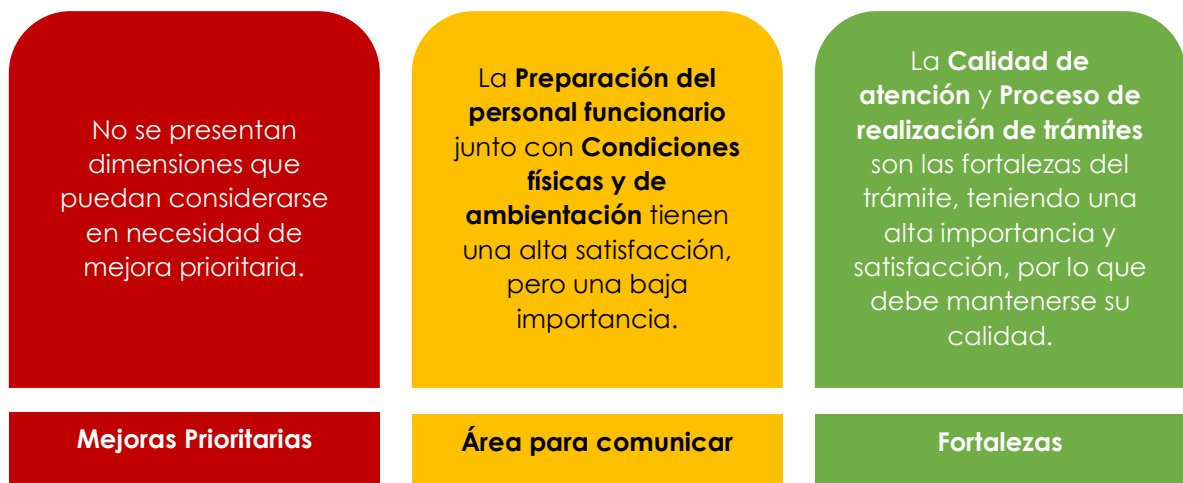 No se presentan
dimensiones que
puedan considerarse
en necesidad de
mejora prioritaria.
Mejoras Prioritarias
La Preparación del
personal funcionario
junto con Condiciones
físicas y de
ambientación tienen
una alta satisfacción,
pero una baja
importancia.
Área para comunicar
La Calidad de
atención y Proceso de
realización de trámites
son las fortalezas del
trámite, teniendo una
alta importancia y
satisfacción, por lo que
debe mantenerse su
calidad.
Fortalezas